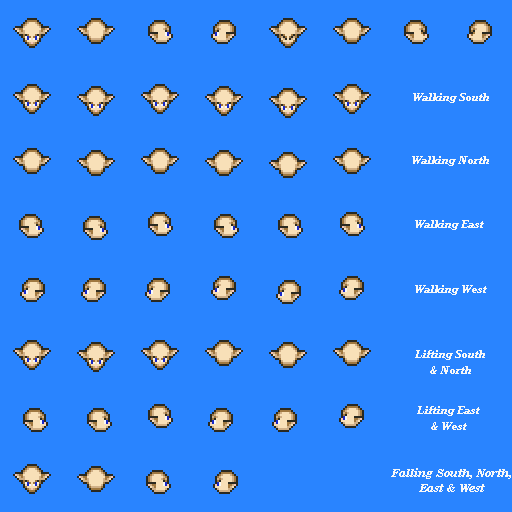 Walking South
Walking North
Walking East
Walking West
Lifting South
& North
Lifting East
& West
Falling South, North,
East & West